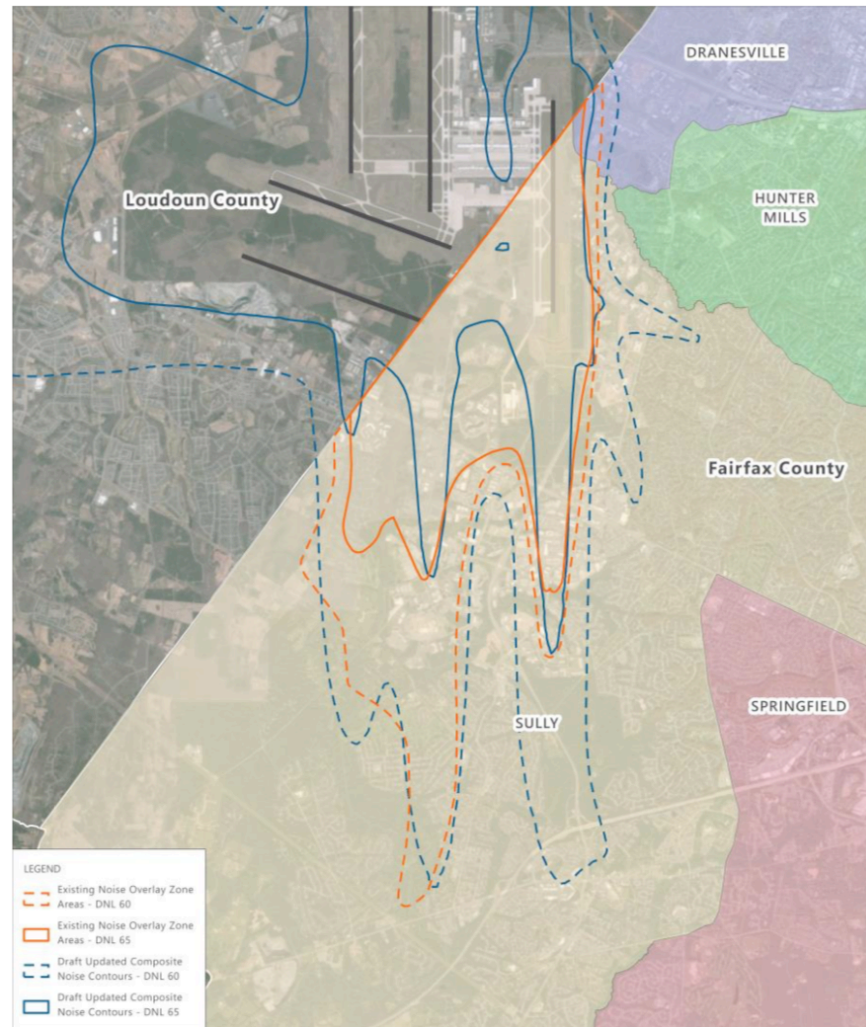 DRANESVILLE
HUNTER
MILLS
Loudoun County
Fairfax County
SPRINGFIELD
SULLY
LEGEND
Existing Noise Overlay Zone
Areas - DNL 60
Existing Noise Overlay Zone
Areas - DNL 65
Draft Updated Composite
Noise Contours - DNL 60
Draft Updated Composite
Noise Contours - DNL 65